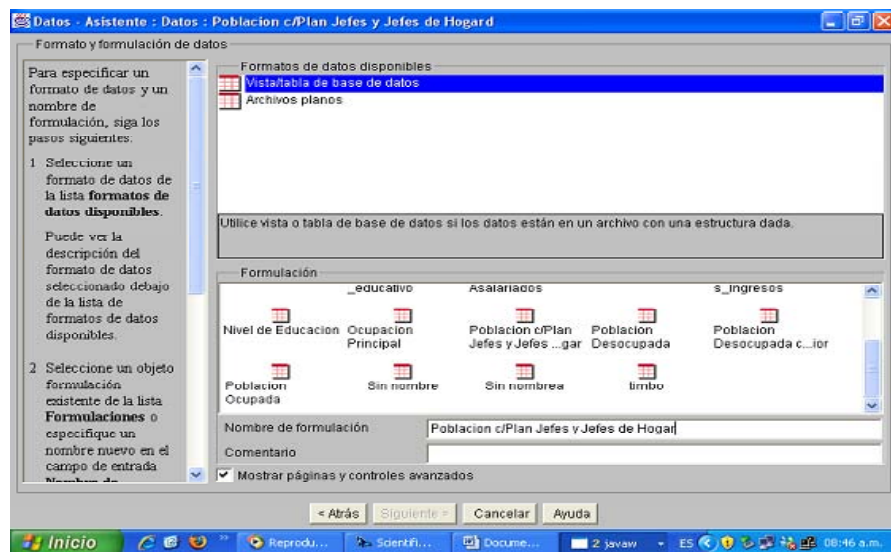 Datos - Asistente : Datos : Poblacion c/Plan Jefes y Jefes de Hogard
Formato y formulación de datos
Para especificar un
formato de datos y un
nombre de
formulación, siga los
pasos siguientes.
1 Seleccione un
formato de datos de
la lista formatos de
datos disponibles.
Puede ver la
descripción del
formato de datos
seleccionado debajo
de la lista de
formatos de datos
disponibles.
2 Seleccione un objeto
formulación
existente de la lista
Formulaciones o
especifique un
nombre nuevo en el
campo de entrada
Nombre de
Formatos de datos disponibles
Vista/tabla de base de datos
Archivos planos
Utilice vista o tabla de base de datos si los datos están en un archivo con una estructura dada.
Formulación
_educativo Asalariados s_Ingresos
Nivel de Educacion Ocupacion Principal Poblacion c/Plan Jefes y Jefes ...gar Poblacion Desocupada Poblacion Desocupada c...ior
Poblacion Ocupada Sin nombre Sin nombrea timbo
Nombre de formulación Poblacion c/Plan Jefes y Jefes de Hogar
Comentario
Mostrar páginas y controles avanzados
< Atrás Siguiente > Cancelar Ayuda
Inicio » Reprodu... Scientifi... Docume... 2 javaw ES 08:46 a.m.